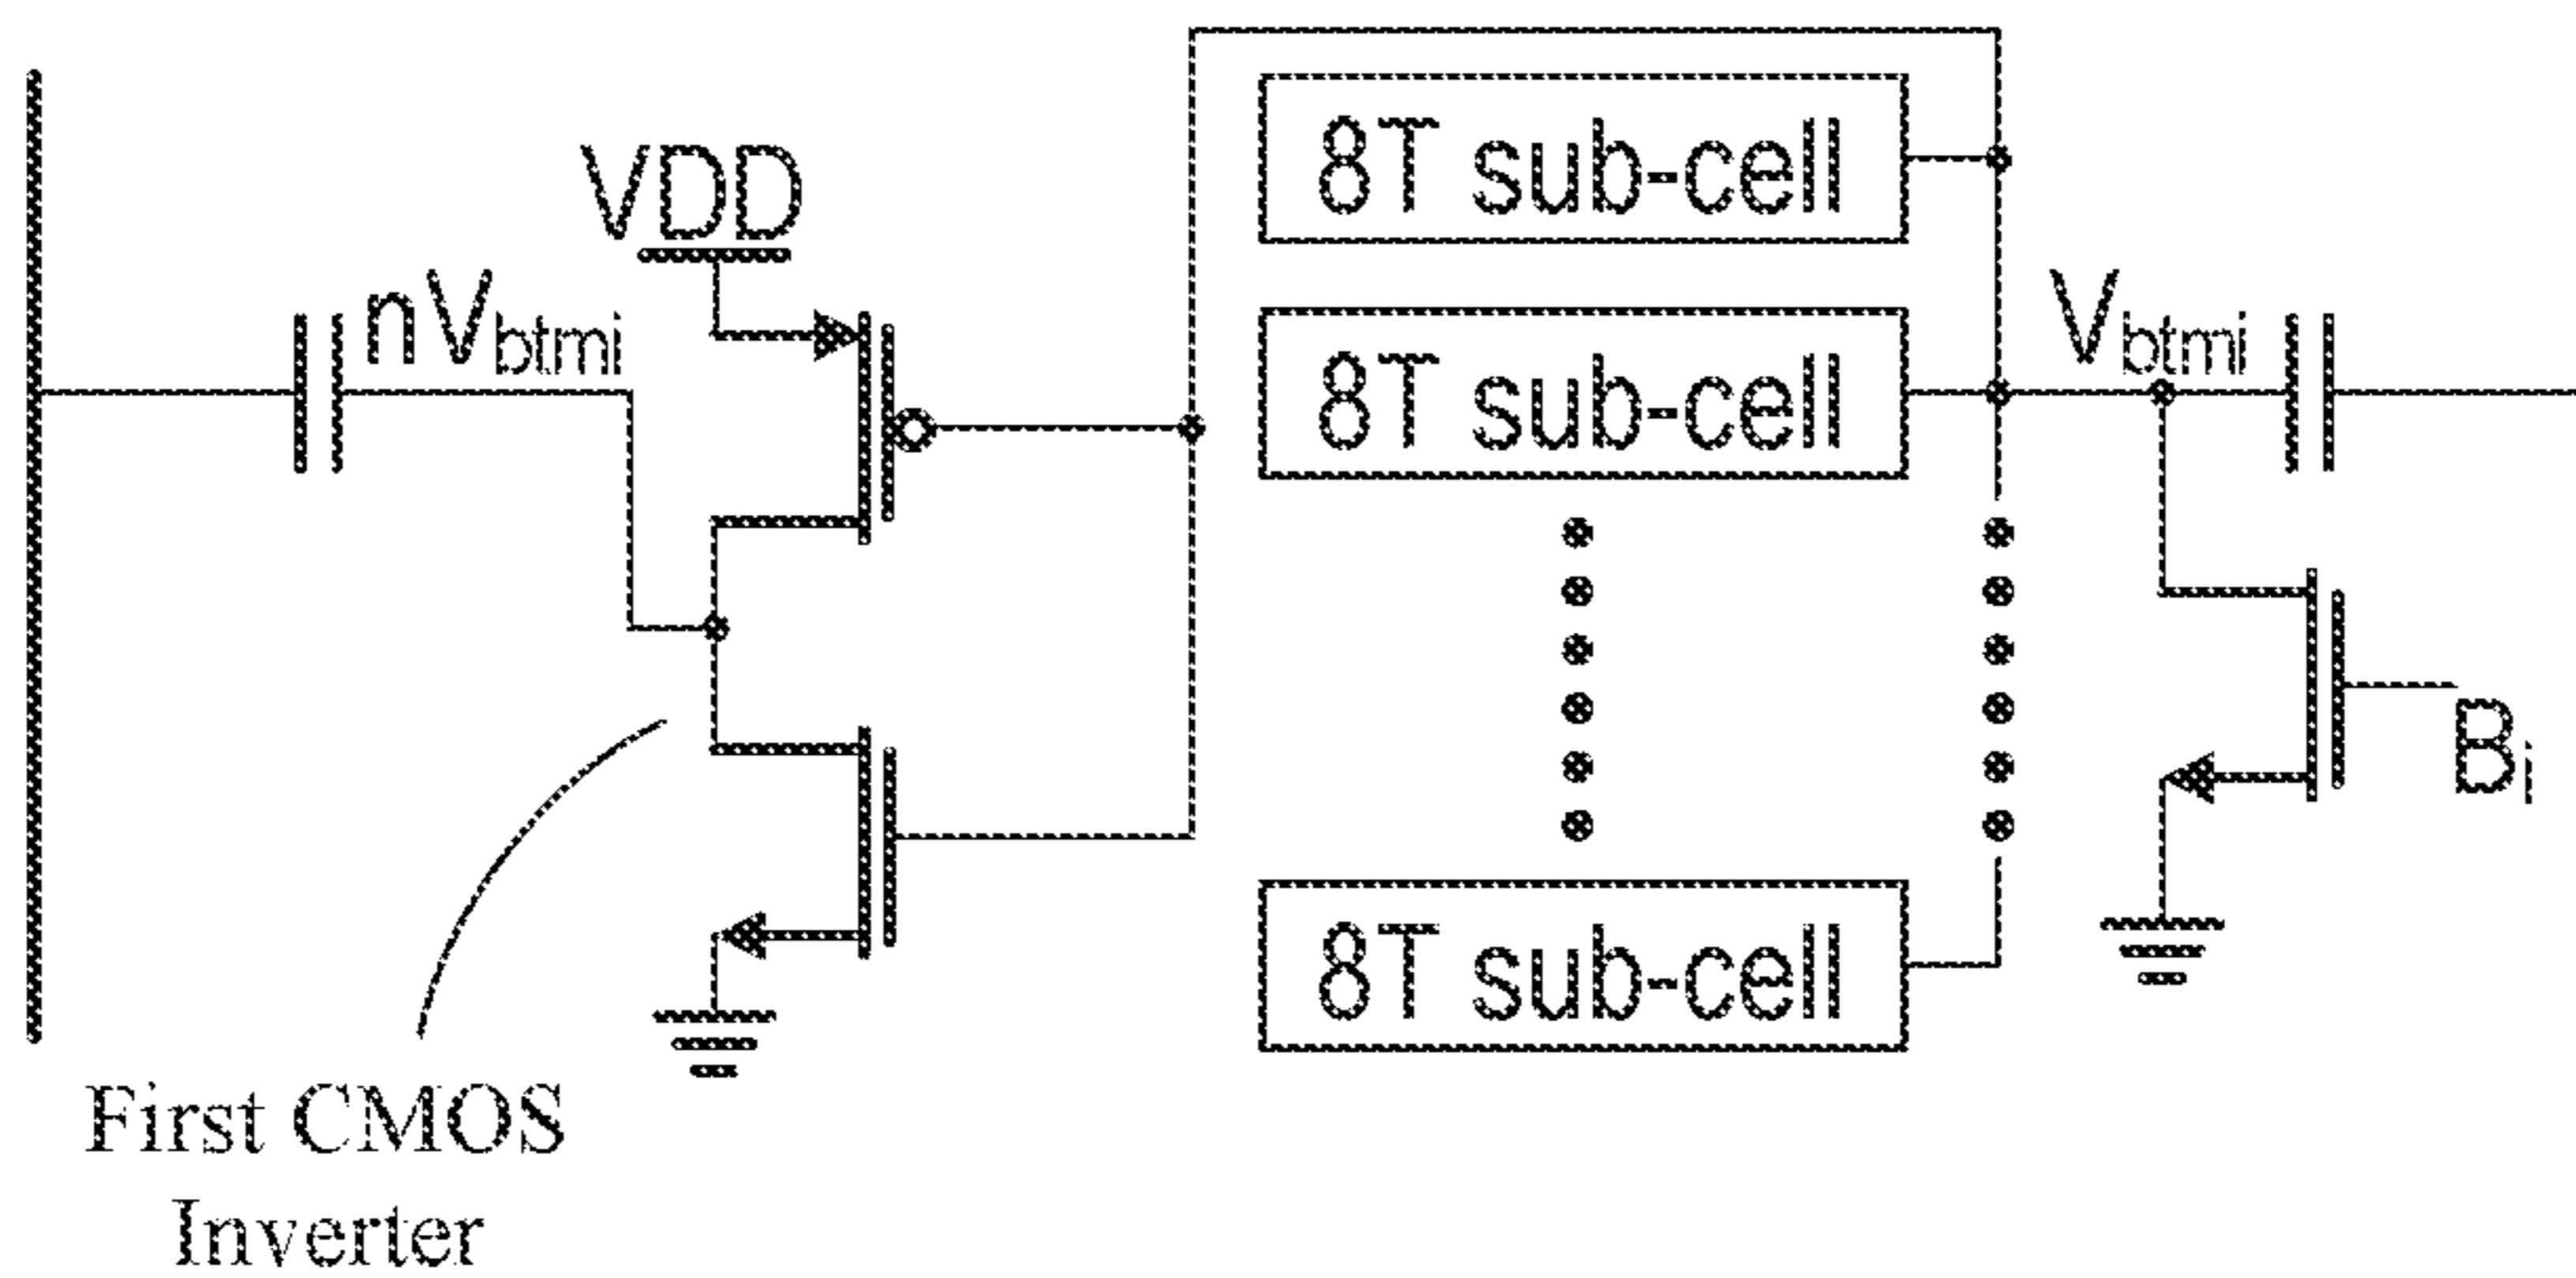 VDD
nVbtmi
8T sub-cell
8T sub-cell
Vbtmi
Bi
8T sub-cell
First CMOS
Inverter